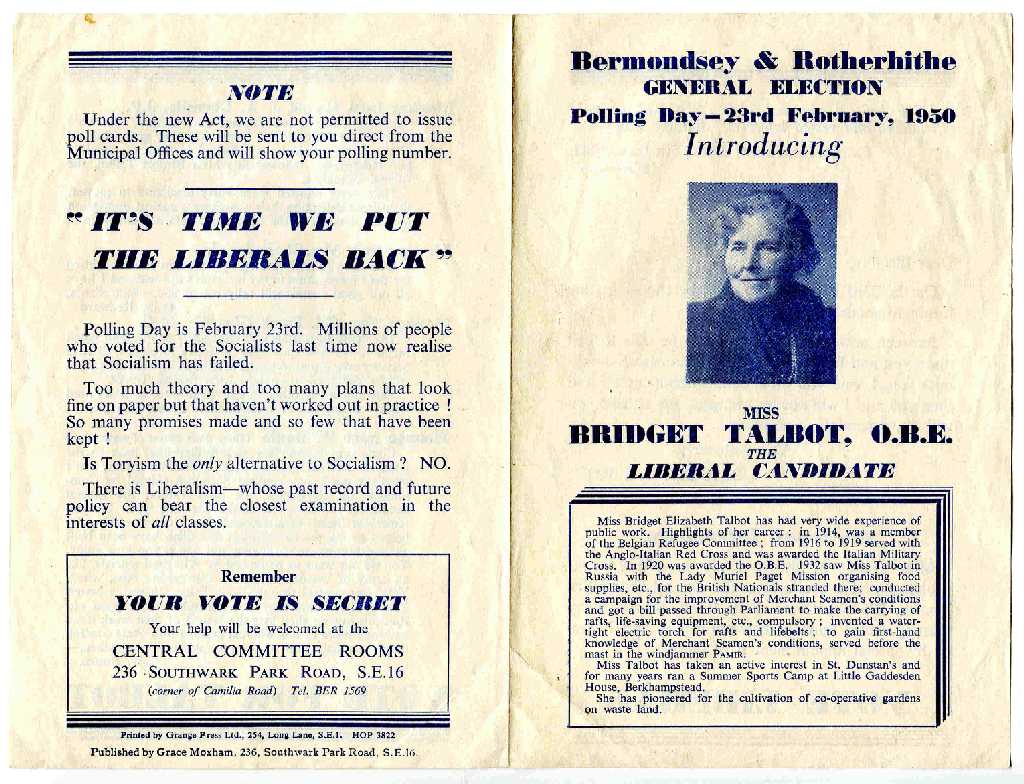 NOTE
Under the new Act, we are not permitted to issue
poll cards. These will be sent to you direct from the
Municipal Offices and will show your polling number.
" IT'S TIME WE PUT
THE LIBERALS BACK "
Polling Day is February 23rd. Millions of people
who voted for the Socialists last time now realise
that Socialism has failed.
Too much theory and too many plans that look
fine on paper but that haven't worked out in practice !
So many promises made and so few that have been
kept !
Is Toryism the only alternative to Socialism ? NO.
There is Liberalism—whose past record and future
policy can bear the closest examination in the
interests of all classes.
Remember
YOUR VOTE IS SECRET
Your help will be welcomed at the
CENTRAL COMMITTEE ROOMS
236 SOUTHWARK PARK ROAD, S.E.16
(corner of Camilia Road) Tel. BER 1569
Printed by Grange Press Ltd., 254, Long Lane, S.E.1. HOP 3822
Published by Grace Moxham, 236, Southwark Park Road, S.E.16.
Bermondsey & Rotherhithe
GENERAL ELECTION
Polling Day—23rd February, 1950
Introducing
MISS
BRIDGET TALBOT, O.B.E.
THE
LIBERAL CANDIDATE
Miss Bridget Elizabeth Talbot has had very wide experience of
public work. Highlights of her career : in 1914, was a member
of the Belgian Refugee Committee ; from 1916 to 1919 served with
the Anglo-Italian Red Cross and was awarded the Italian Military
Cross. In 1920 was awarded the O.B.E. 1932 saw Miss Talbot in
Russia with the Lady Muriel Paget Mission organising food
supplies, etc., for the British Nationals stranded there; conducted
a campaign for the improvement of Merchant Seamen's conditions
and got a bill passed through Parliament to make the carrying of
rafts, life-saving equipment, etc., compulsory ; invented a water-
tight electric torch for rafts and lifebelts ; to gain first-hand
knowledge of Merchant Seamen's conditions, served before the
mast in the windjammer PAMIR.
Miss Talbot has taken an active interest in St. Dunstan's and
for many years ran a Summer Sports Camp at Little Gaddesden
House, Berkhampstead.
She has pioneered for the cultivation of co-operative gardens
on waste land.